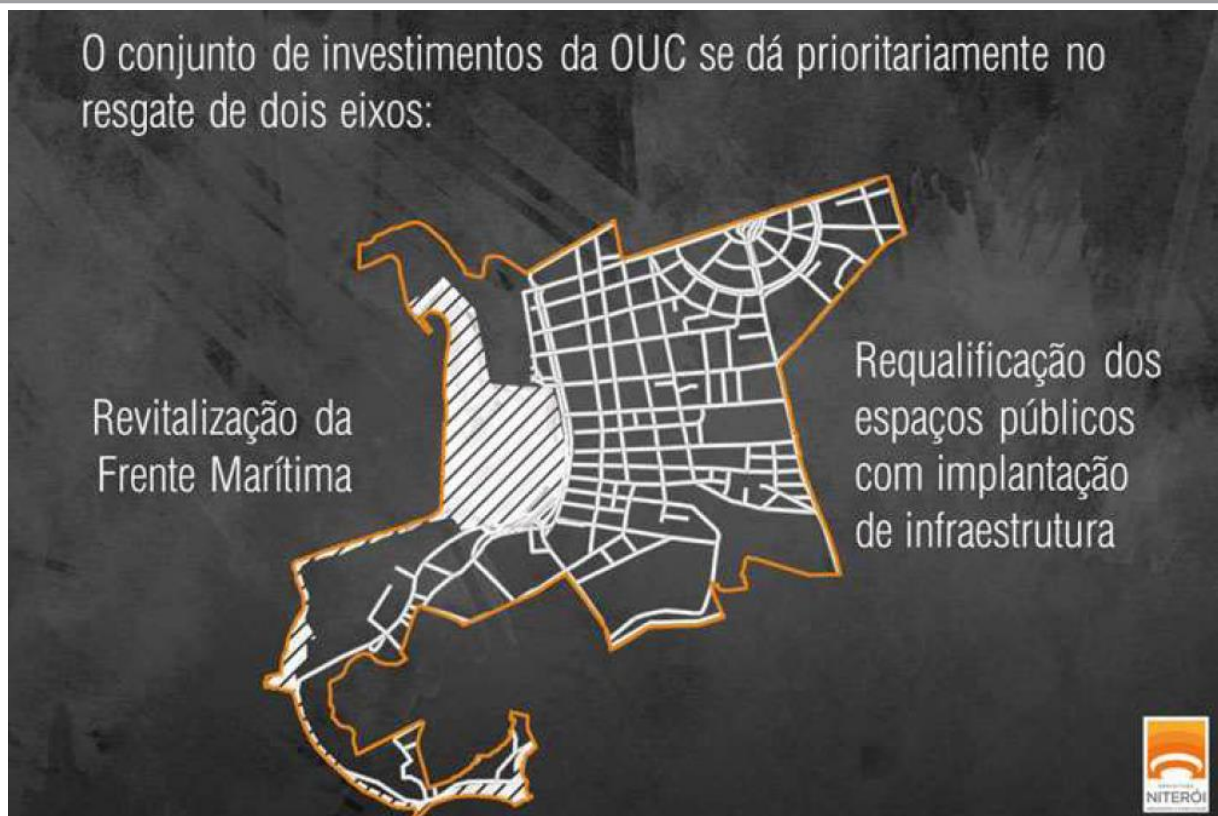 O conjunto de investimentos da OUC se dá prioritariamente no
resgate de dois eixos:
Revitalização da
Frente Marítima
Requalificação dos
espaços públicos
com implantação
de infraestrutura
NITERÓI